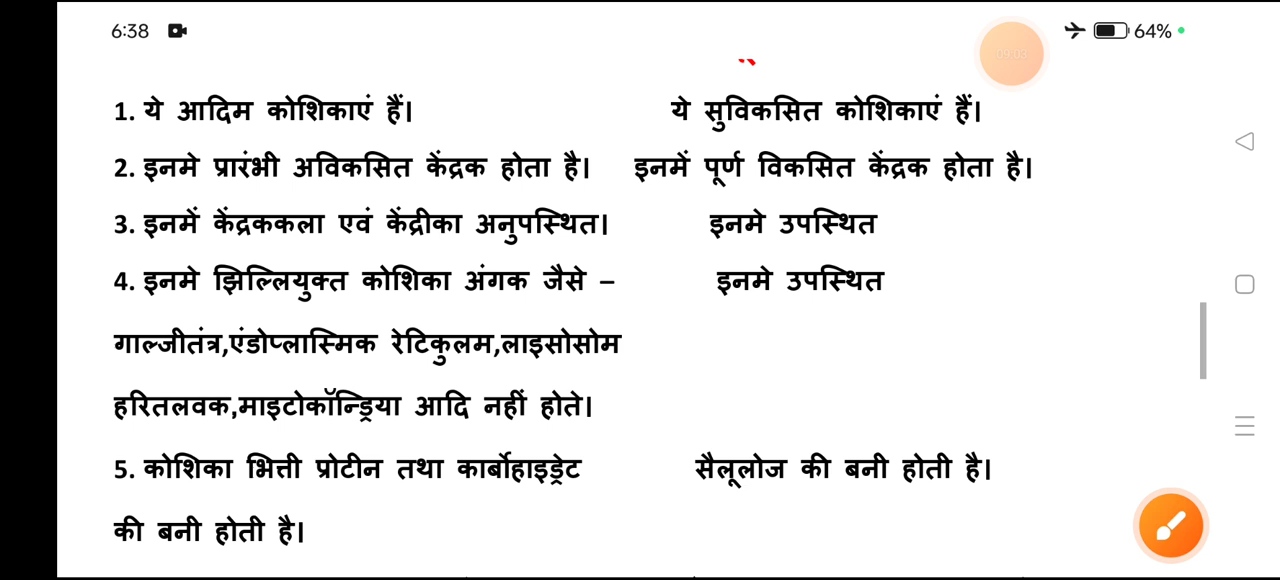 6:38 64%
1. ये आदिम कोशिकाएं हैं। ये सुविकसित कोशिकाएं हैं।
2. इनमे प्रारंभी अविकसित केंद्रक होता है। इनमें पूर्ण विकसित केंद्रक होता है।
3. इनमें केंद्रककला एवं केंद्रीका अनुपस्थित। इनमे उपस्थित
4. इनमे झिल्लियुक्त कोशिका अंगक जैसे – इनमे उपस्थित
गाल्जीतंत्र,एंडोप्लास्मिक रेटिकुलम,लाइसोसोम
हरितलवक,माइटोकॉन्ड्रिया आदि नहीं होते।
5. कोशिका भित्ती प्रोटीन तथा कार्बोहाइड्रेट सैलूलोज की बनी होती है।
की बनी होती है।